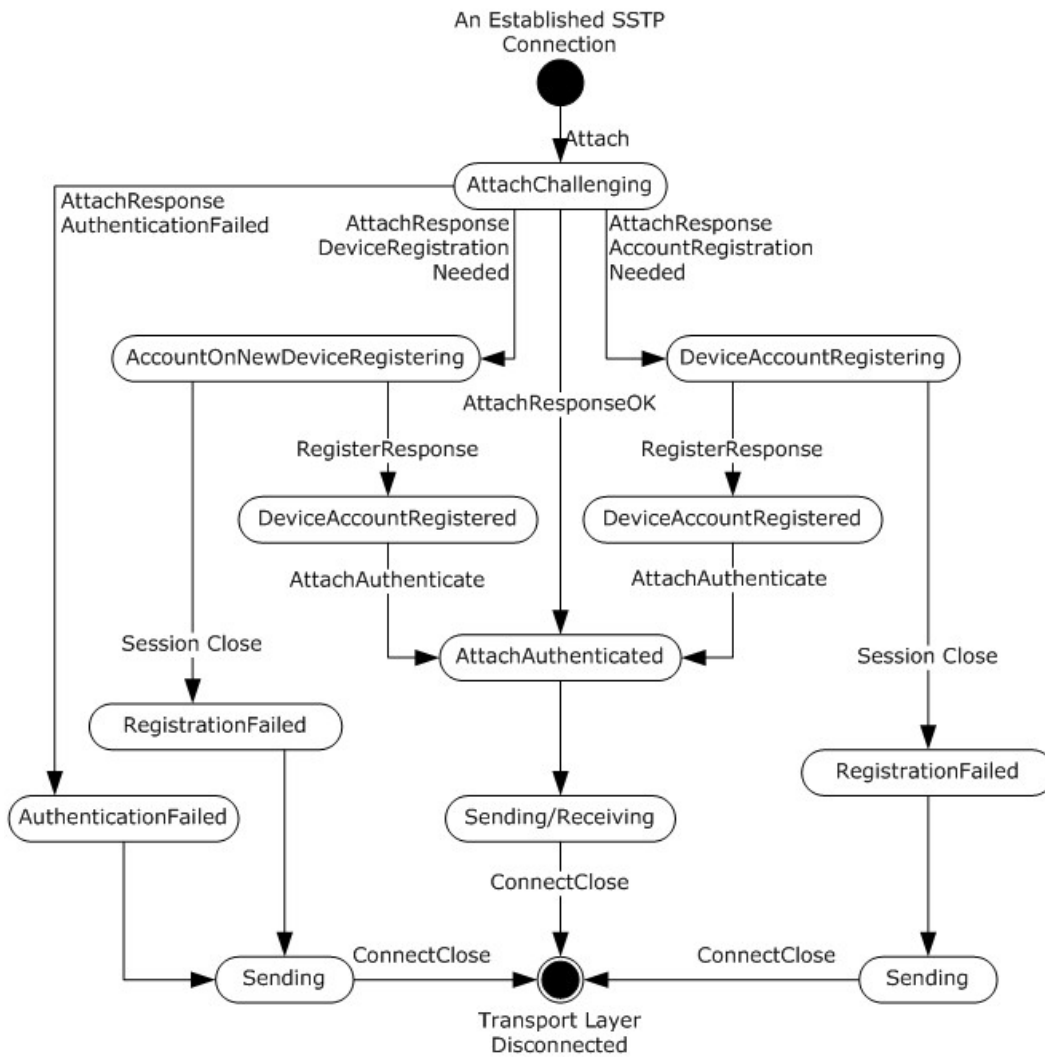 An Established SSTP
Connection
Attach
AttachChallenging
AttachResponse
AuthenticationFailed
AttachResponse
DeviceRegistration
Needed
AttachResponse
AccountRegistration
Needed
AccountOnNewDeviceRegistering
DeviceAccountRegistering
AttachResponseOK
RegisterResponse
RegisterResponse
DeviceAccountRegistered
DeviceAccountRegistered
AttachAuthenticate
AttachAuthenticate
Session Close
AttachAuthenticated
Session Close
RegistrationFailed
RegistrationFailed
AuthenticationFailed
Sending/Receiving
ConnectClose
Sending
ConnectClose
ConnectClose
Sending
Transport Layer
Disconnected